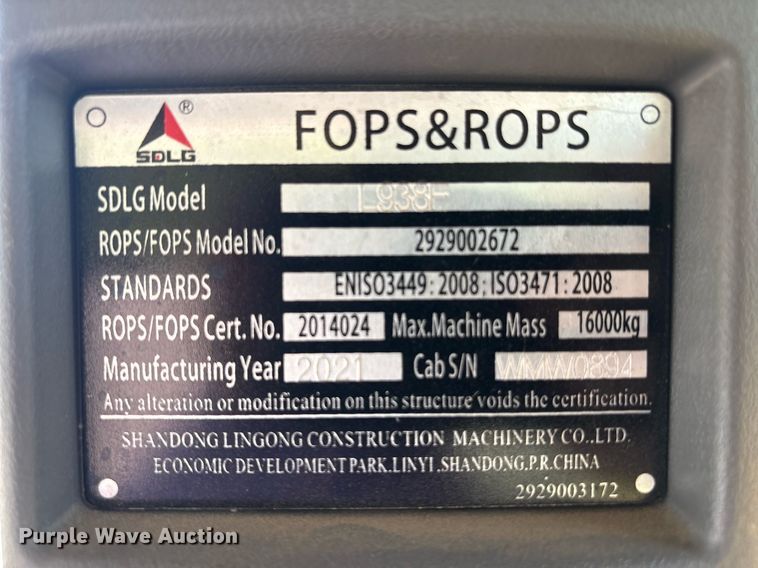 ®
SDLG
FOPS&ROPS
SDLG Model L938F
ROPS/FOPS Model No. 2929002672
STANDARDS ENISO3449:2008;ISO3471:2008
ROPS/FOPS Cert. No. 2014024 Max.Machine Mass 16000kg
Manufacturing Year 2021 Cab S/N WMW0894
Any alteration or modification on this structure voids the certification.
SHANDONG LINGONG CONSTRUCTION MACHINERY CO.,LTD.
ECONOMIC DEVELOPMENT PARK.LINYI.SHANDONG.P.R.CHINA
2929003172
Purple Wave Auction